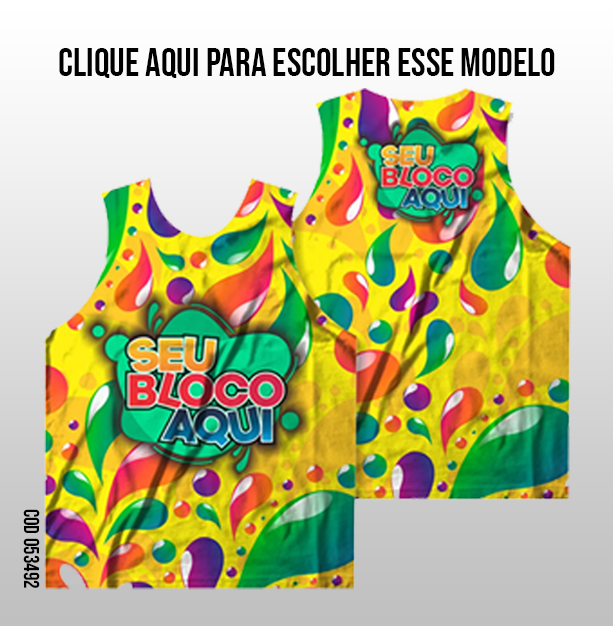 CLIQUE AQUI PARA ESCOLHER ESSE MODELO
SEU
BLOCO
AQUI
SEU
BLOCO
AQUI
COD 053492